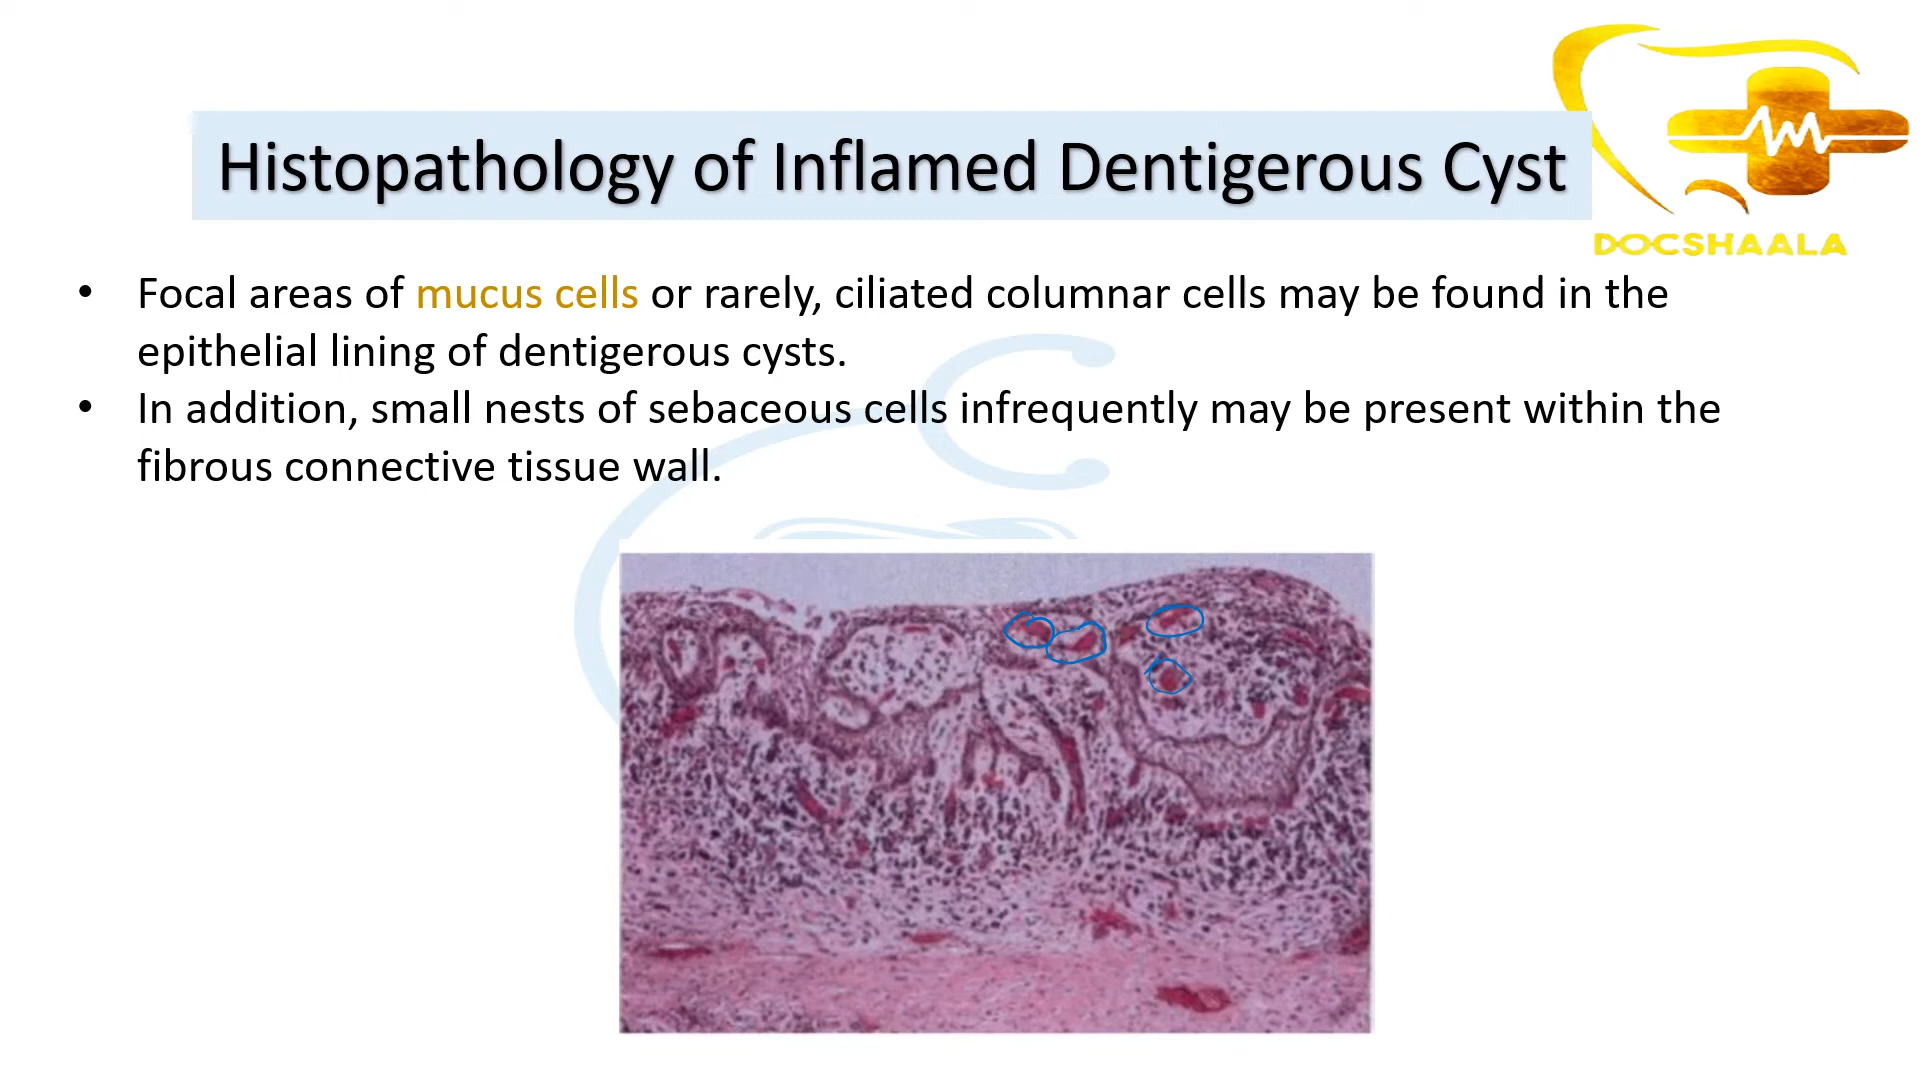 DOCSHAALA
Histopathology of Inflamed Dentigerous Cyst
• Focal areas of mucus cells or rarely, ciliated columnar cells may be found in the
epithelial lining of dentigerous cysts.
• In addition, small nests of sebaceous cells infrequently may be present within the
fibrous connective tissue wall.